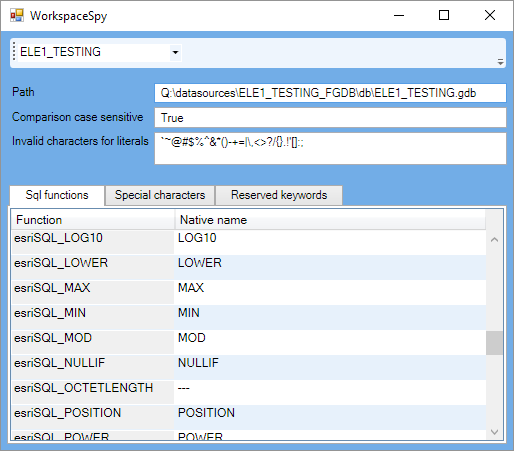 WorkspaceSpy
ELE1_TESTING
Path Q:\datasources\ELE1_TESTING_FGDB\db\ELE1_TESTING.gdb
Comparison case sensitive True
Invalid characters for literals `~@#$%^&*()-+=|\,<>?/{}.!'[]:;
Sql functions Special characters Reserved keywords
Function Native name
esriSQL_LOG10 LOG10
esriSQL_LOWER LOWER
esriSQL_MAX MAX
esriSQL_MIN MIN
esriSQL_MOD MOD
esriSQL_NULLIF NULLIF
esriSQL_OCTETLENGTH ---
esriSQL_POSITION POSITION
esriSQL_POWER POWER